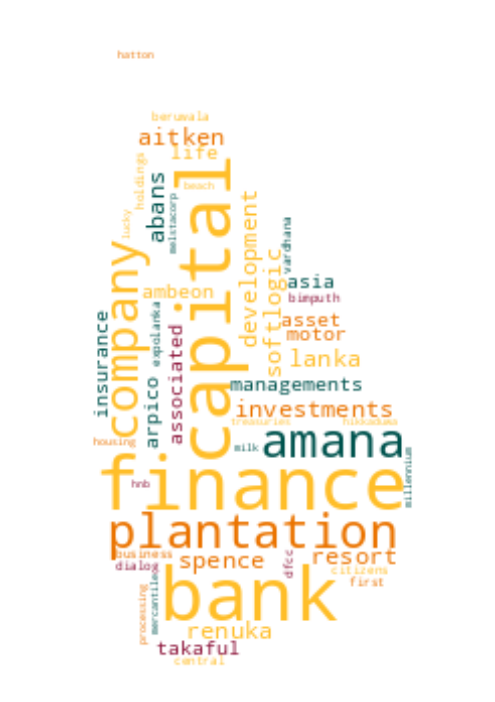 hatton
beruwala
aitken
life
holdings
beach
abans
melstacorp
lucky
capital
development
vardhana
softlogic
company
asia
bimputh
ambeon
expolanka
asset
motor
insurance
associated
lanka
arpico
managements
investments
treasuries
hikkaduwa
housing
milk
amana
millennium
finance
hnb
plantation
business
spence
resort
dialog
dfcc
citizens
mercantile
first
bank
processing
renuka
takaful
central